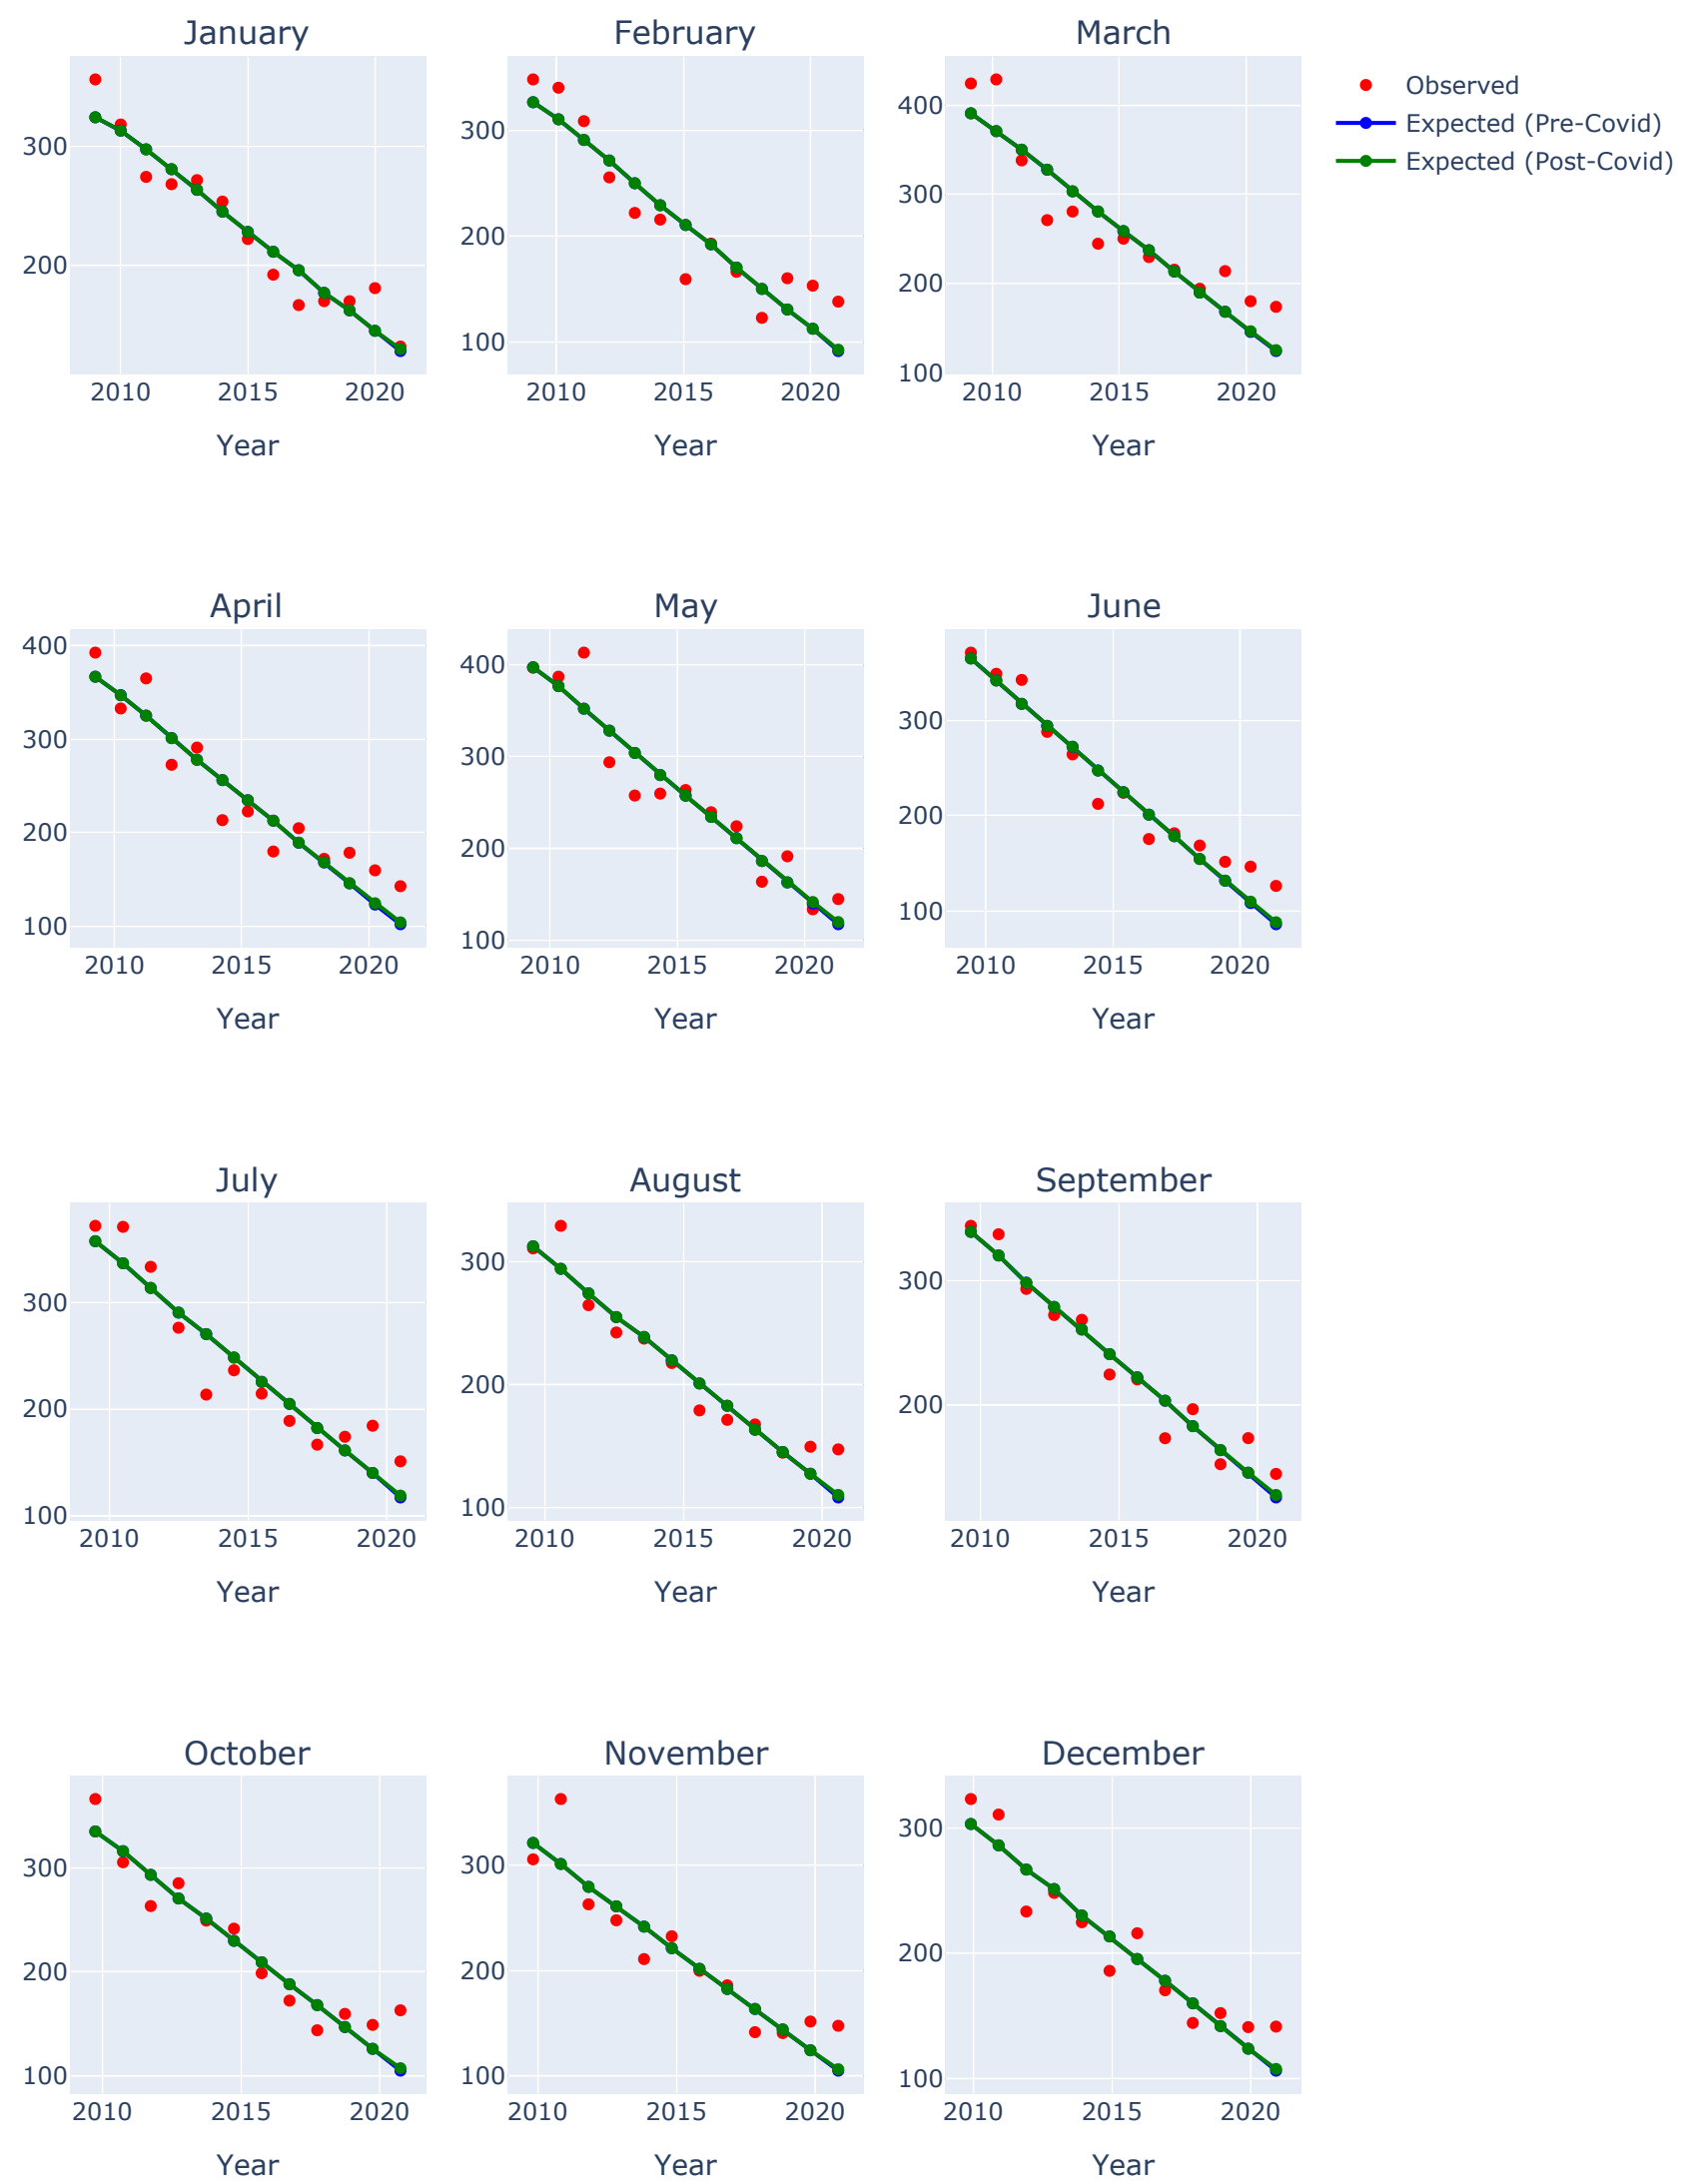 January
February
March
Observed
Expected (Pre-Covid)
Expected (Post-Covid)
300
200
2010
2015
2020
Year
300
200
100
2010
2015
2020
Year
400
300
200
100
2010
2015
2020
Year
April
May
June
400
300
200
100
2010
2015
2020
Year
400
300
200
100
2010
2015
2020
Year
300
200
100
2010
2015
2020
Year
July
August
September
300
200
100
2010
2015
2020
Year
300
200
100
2010
2015
2020
Year
300
200
2010
2015
2020
Year
October
November
December
300
200
100
2010
2015
2020
Year
300
200
100
2010
2015
2020
Year
300
200
100
2010
2015
2020
Year